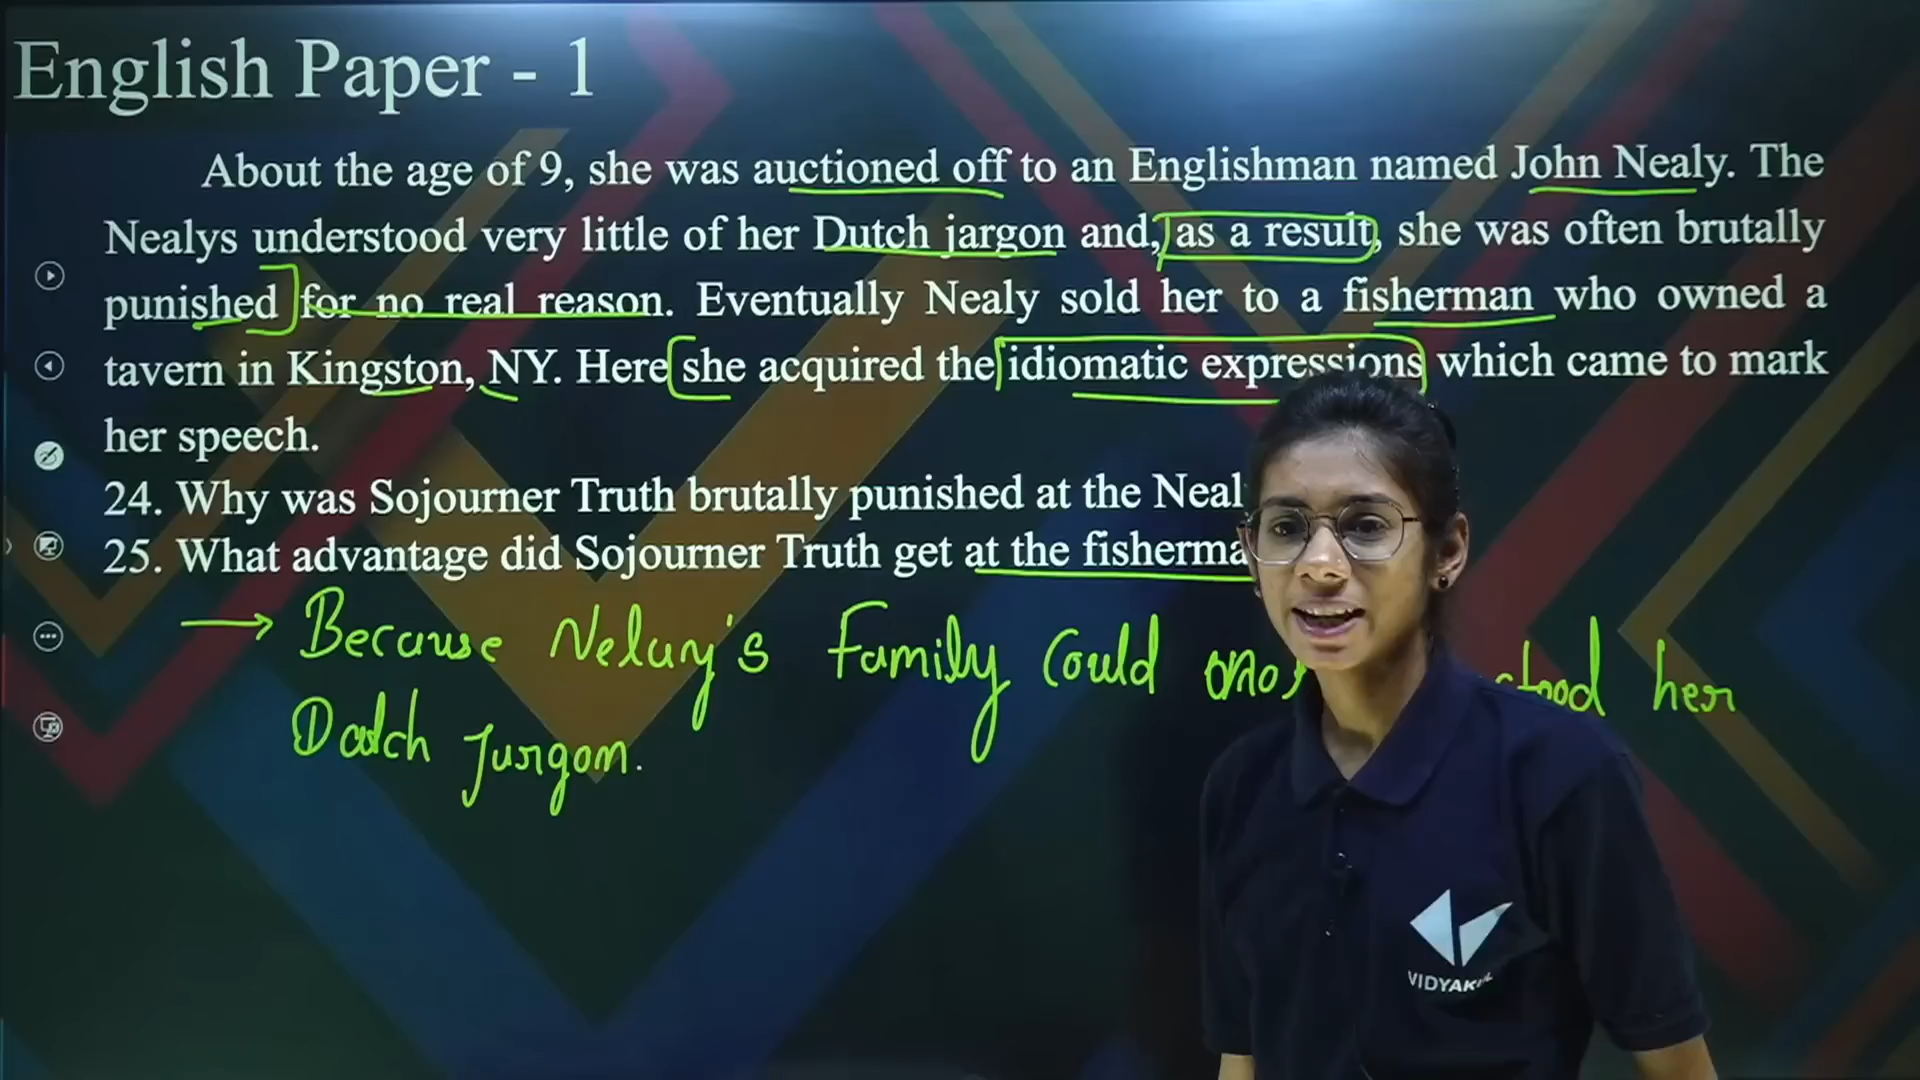 English Paper - 1
About the age of 9, she was auctioned off to an Englishman named John Nealy. The
Nealys understood very little of her Dutch jargon and, as a result, she was often brutally
punished for no real reason. Eventually Nealy sold her to a fisherman who owned a
tavern in Kingston, NY. Here she acquired the idiomatic expressions which came to mark
her speech.
24. Why was Sojourner Truth brutally punished at the Neal
25. What advantage did Sojourner Truth get at the fisherma
→ Because Nelary's Family Could stood her
Datch Jurgon.
VIDYAK